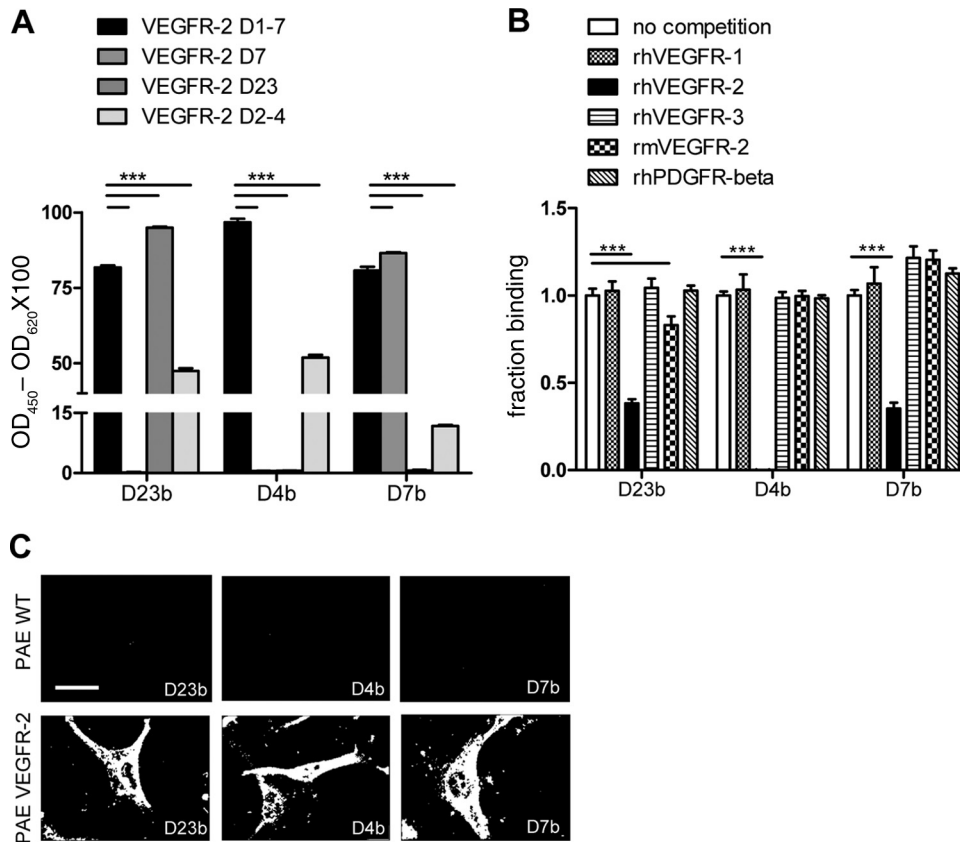 A
VEGFR-2 D1-7
VEGFR-2 D7
VEGFR-2 D23
VEGFR-2 D2-4
***
***
***
100
75
50
15
0
OD450 – OD620X100
D23b
D4b
D7b
B
no competition
rhVEGFR-1
rhVEGFR-2
rhVEGFR-3
rmVEGFR-2
rhPDGFR-beta
1.5
1.0
0.5
0.0
fraction binding
***
***
***
D23b
D4b
D7b
C
PAE WT
D23b
D4b
D7b
PAE VEGFR-2
D23b
D4b
D7b